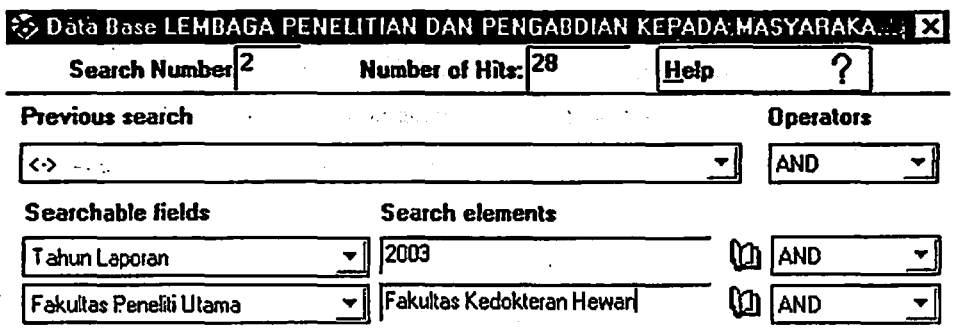 Data Base LEMBAGA PENELITIAN DAN PENGABDIAN KEPADA MASYARAKA...
Search Number 2 Number of Hits: 28 Help ?
Previous search Operators
<-> AND
Searchable fields Search elements
Tahun Laporan 2003 AND
Fakultas Peneliti Utama Fakultas Kedokteran Hewan AND